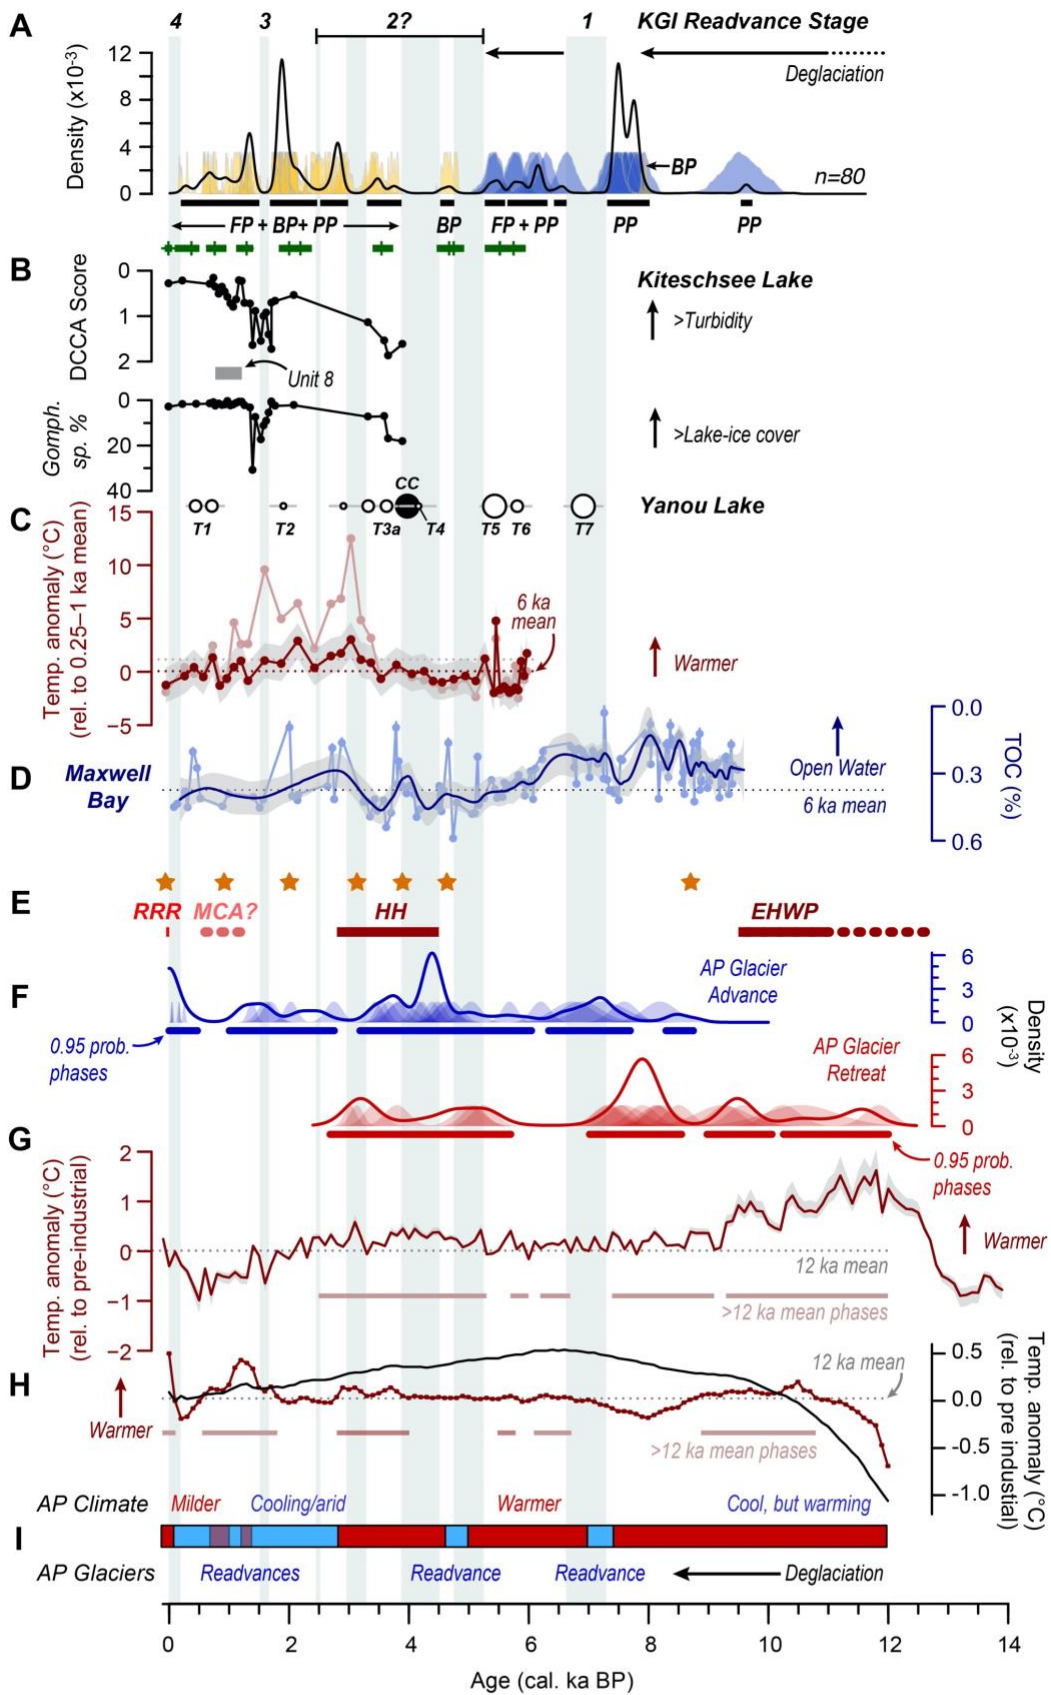 A
4 3 2? 1 KGI Readvance Stage
Deglaciation
Density (x10-3)
12
8
4
0
BP
n=80
FP + BP+ PP
BP
FP + PP
PP
PP
B
DCCA Score
0
1
2
Kiteschsee Lake
>Turbidity
Unit 8
Gomph.
sp. %
0
20
40
>Lake-ice cover
C
Temp. anomaly (°C)
(rel. to 0.25–1 ka mean)
15
10
5
0
−5
CC
T1 T2 T3a T4 T5 T6 T7
Yanou Lake
6 ka
mean
Warmer
D
Maxwell
Bay
0.0
0.3
0.6
TOC (%)
Open Water
6 ka mean
E
RRR MCA? HH EHWP
F
AP Glacier
Advance
6
3
0
Density
(x10-3)
0.95 prob.
phases
AP Glacier
Retreat
6
3
0
0.95 prob.
phases
G
Temp. anomaly (°C)
(rel. to pre-industrial)
2
1
0
−1
−2
Warmer
12 ka mean
>12 ka mean phases
H
Warmer
12 ka mean
0.5
0.0
-0.5
-1.0
Temp. anomaly (°C)
(rel. to pre industial)
>12 ka mean phases
AP Climate Milder Cooling/arid Warmer Cool, but warming
I
AP Glaciers Readvances Readvance Readvance Deglaciation
0 2 4 6 8 10 12 14
Age (cal. ka BP)